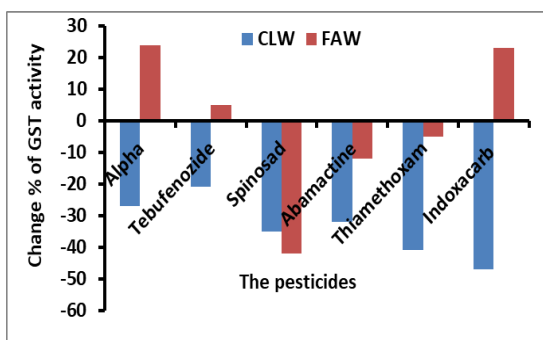 Change % of GST activity
30
20
10
0
-10
-20
-30
-40
-50
-60
CLW
FAW
Alpha
Tebufenozide
Spinosad
Abamactine
Thiamethoxam
Indoxacarb
The pesticides